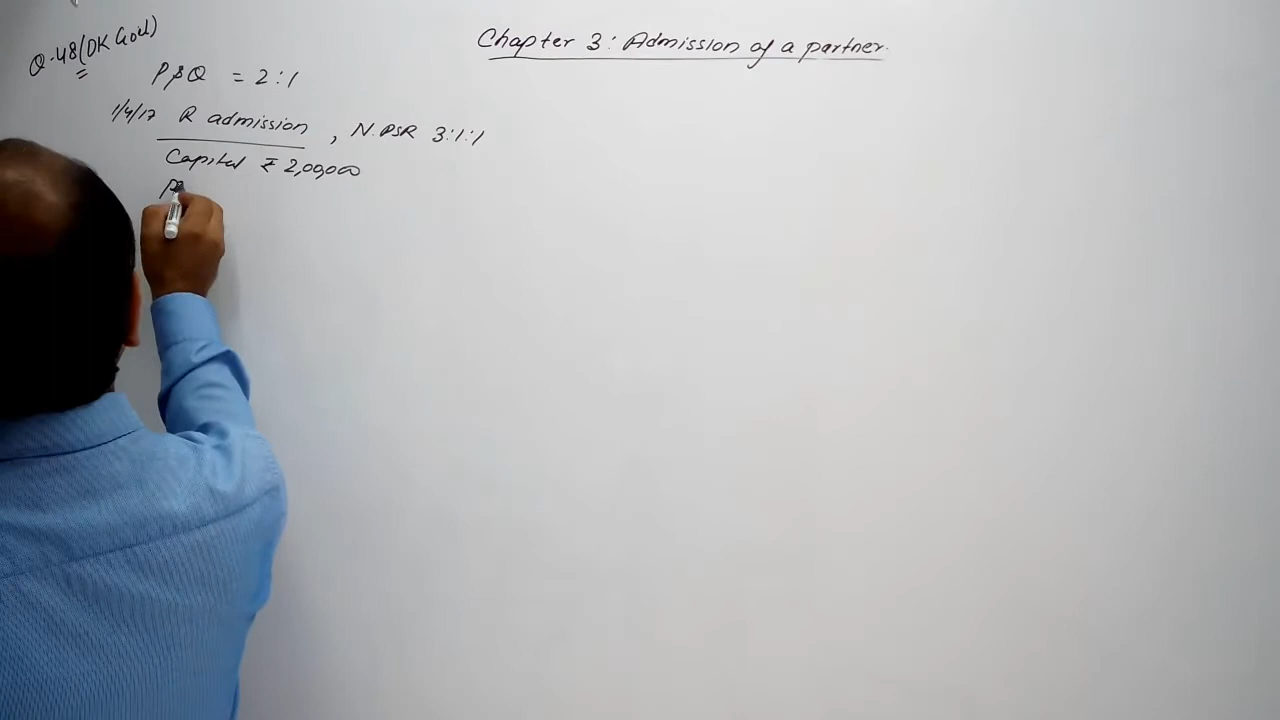 Chapter 3: Admission of a partner.
Q-48 (DK Goel)
P & Q = 2:1
1/4/17 R admission, N.PSR 3:1:1
Capital ₹ 2,00,000